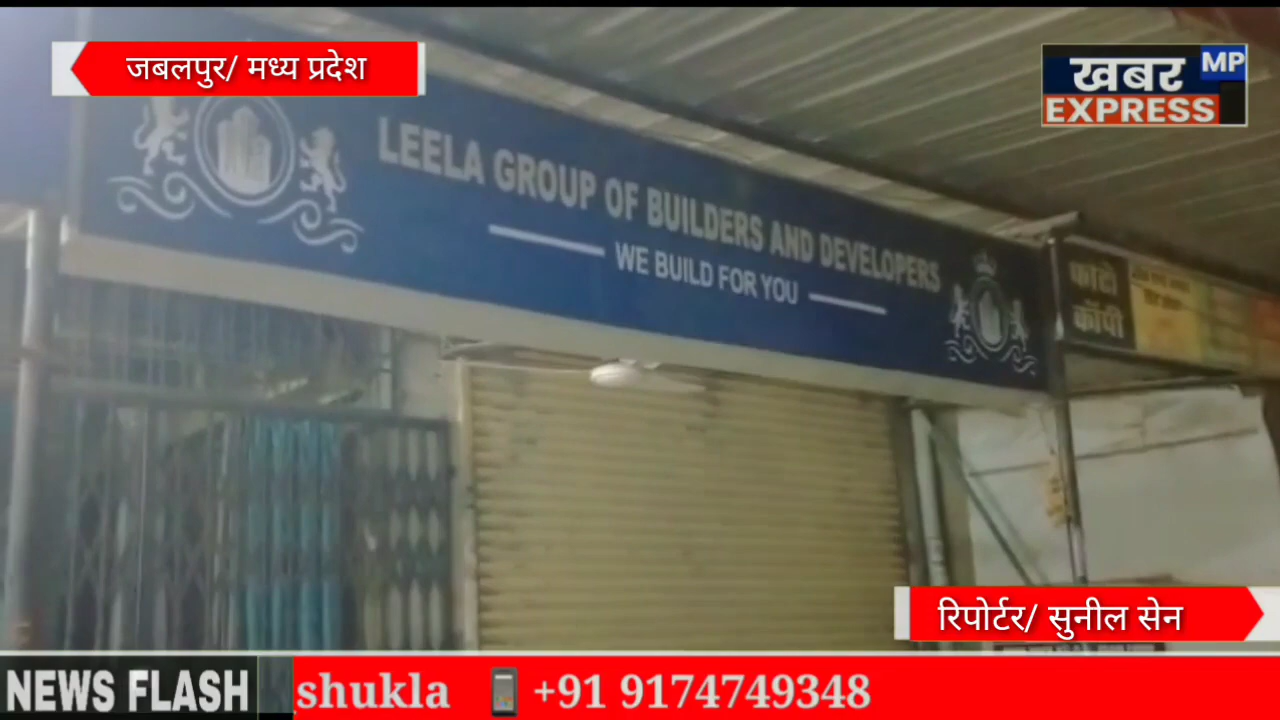 जबलपुर/ मध्य प्रदेश
खबर MP
EXPRESS
LEELA GROUP OF BUILDERS AND DEVELOPERS
WE BUILD FOR YOU
फोटो
कॉपी
रिपोर्टर/ सुनील सेन
NEWS FLASH shukla +91 9174749348